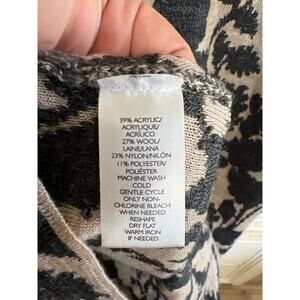 39% ACRYLIC/
ACRYLIQUE/
ACRÍLICO
27% WOOL/
LAINE/LANA
23% NYLON/NILÓN
11% POLYESTER/
POLIÉSTER
MACHINE WASH
COLD
GENTLE CYCLE
ONLY NON-
CHLORINE BLEACH
WHEN NEEDED
RESHAPE
DRY FLAT
WARM IRON
IF NEEDED